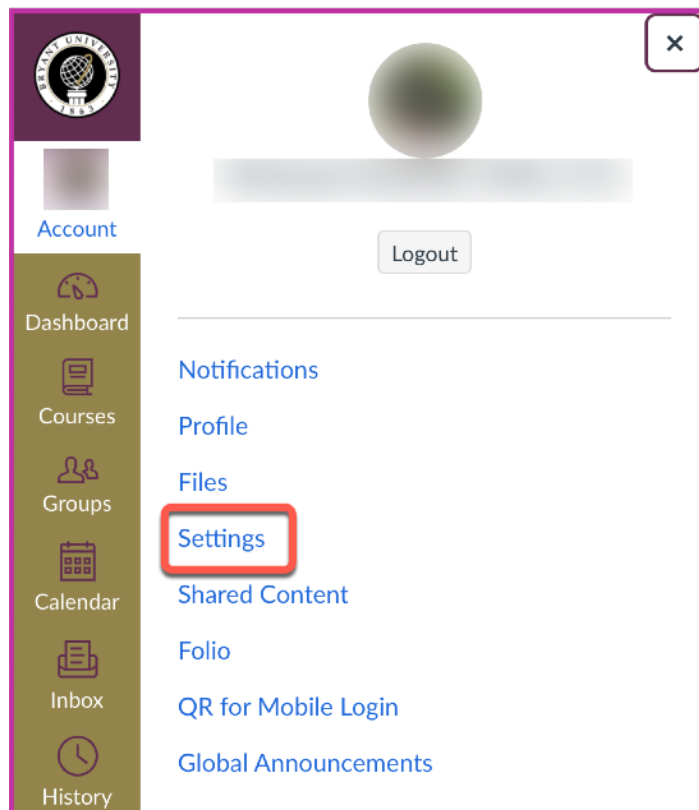 BRYANT UNIVERSITY
1863
Account
Dashboard
Courses
Groups
Calendar
Inbox
History
×
Logout
Notifications
Profile
Files
Settings
Shared Content
Folio
QR for Mobile Login
Global Announcements